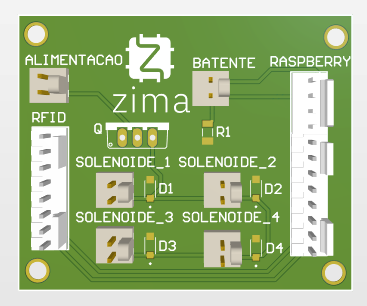 ALIMENTACAO
BATENTE
RASPBERRY
zima
RFID
Q
R1
SOLENOIDE_1
SOLENOIDE_2
D1
D2
SOLENOIDE_3
SOLENOIDE_4
D3
D4